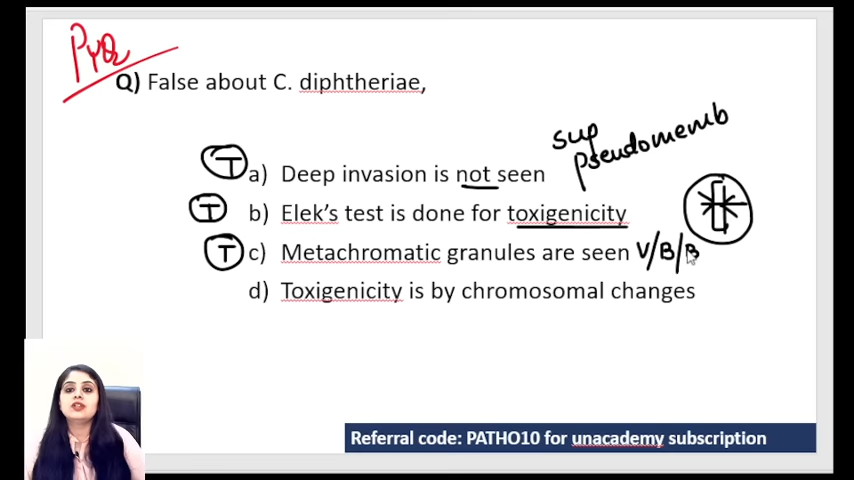 PYQ
Q) False about C. diphtheriae,
sup
pseudomemb
T a) Deep invasion is not seen
T b) Elek's test is done for toxigenicity
T c) Metachromatic granules are seen V/B/B
d) Toxigenicity is by chromosomal changes
Referral code: PATHO10 for unacademy subscription